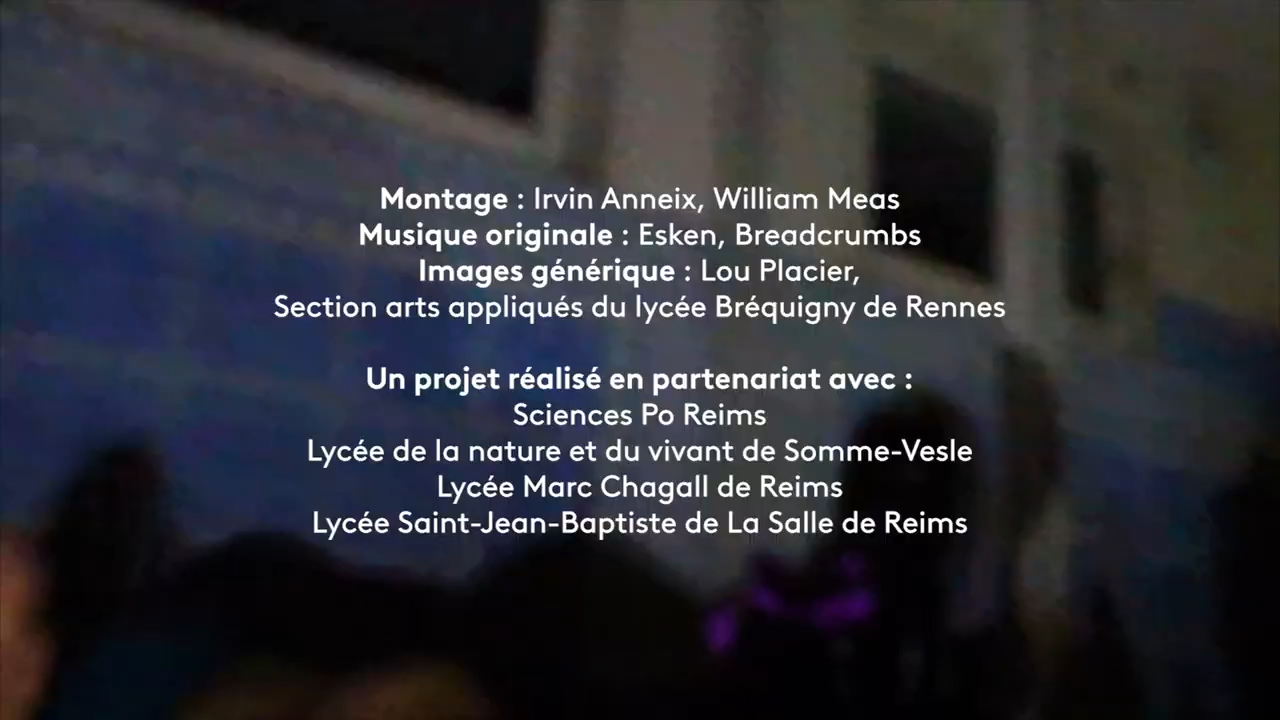 Montage : Irvin Anneix, William Meas
Musique originale : Esken, Breadcrumbs
Images générique : Lou Placier,
Section arts appliqués du lycée Bréquigny de Rennes
Un projet réalisé en partenariat avec :
Sciences Po Reims
Lycée de la nature et du vivant de Somme-Vesle
Lycée Marc Chagall de Reims
Lycée Saint-Jean-Baptiste de La Salle de Reims